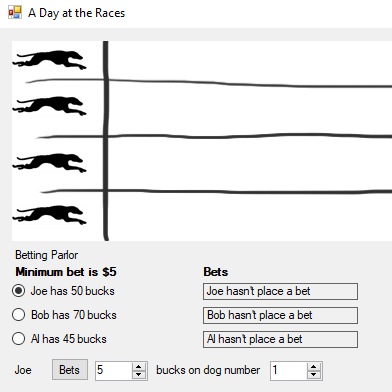 A Day at the Races
Betting Parlor
Minimum bet is $5 Bets
Joe has 50 bucks Joe hasn't place a bet
Bob has 70 bucks Bob hasn't place a bet
Al has 45 bucks Al hasn't place a bet
Joe Bets 5 bucks on dog number 1